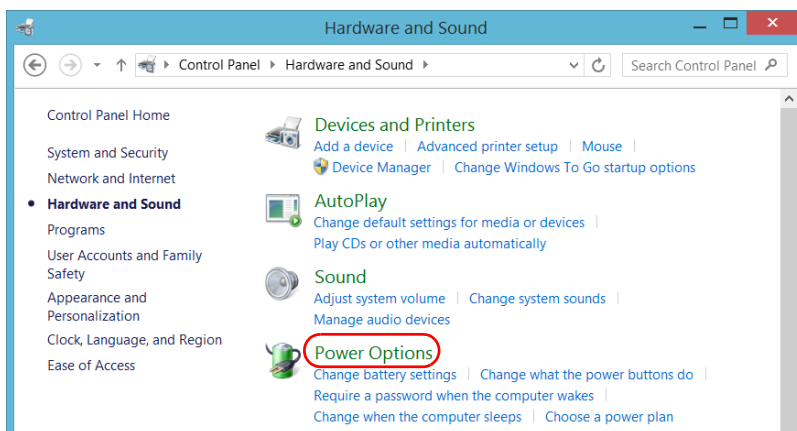 Hardware and Sound
Control Panel Hardware and Sound
Search Control Panel
Control Panel Home
System and Security
Network and Internet
Hardware and Sound
Programs
User Accounts and Family
Safety
Appearance and
Personalization
Clock, Language, and Region
Ease of Access
Devices and Printers
Add a device Advanced printer setup Mouse
Device Manager Change Windows To Go startup options
AutoPlay
Change default settings for media or devices
Play CDs or other media automatically
Sound
Adjust system volume Change system sounds
Manage audio devices
Power Options
Change battery settings Change what the power buttons do
Require a password when the computer wakes
Change when the computer sleeps Choose a power plan